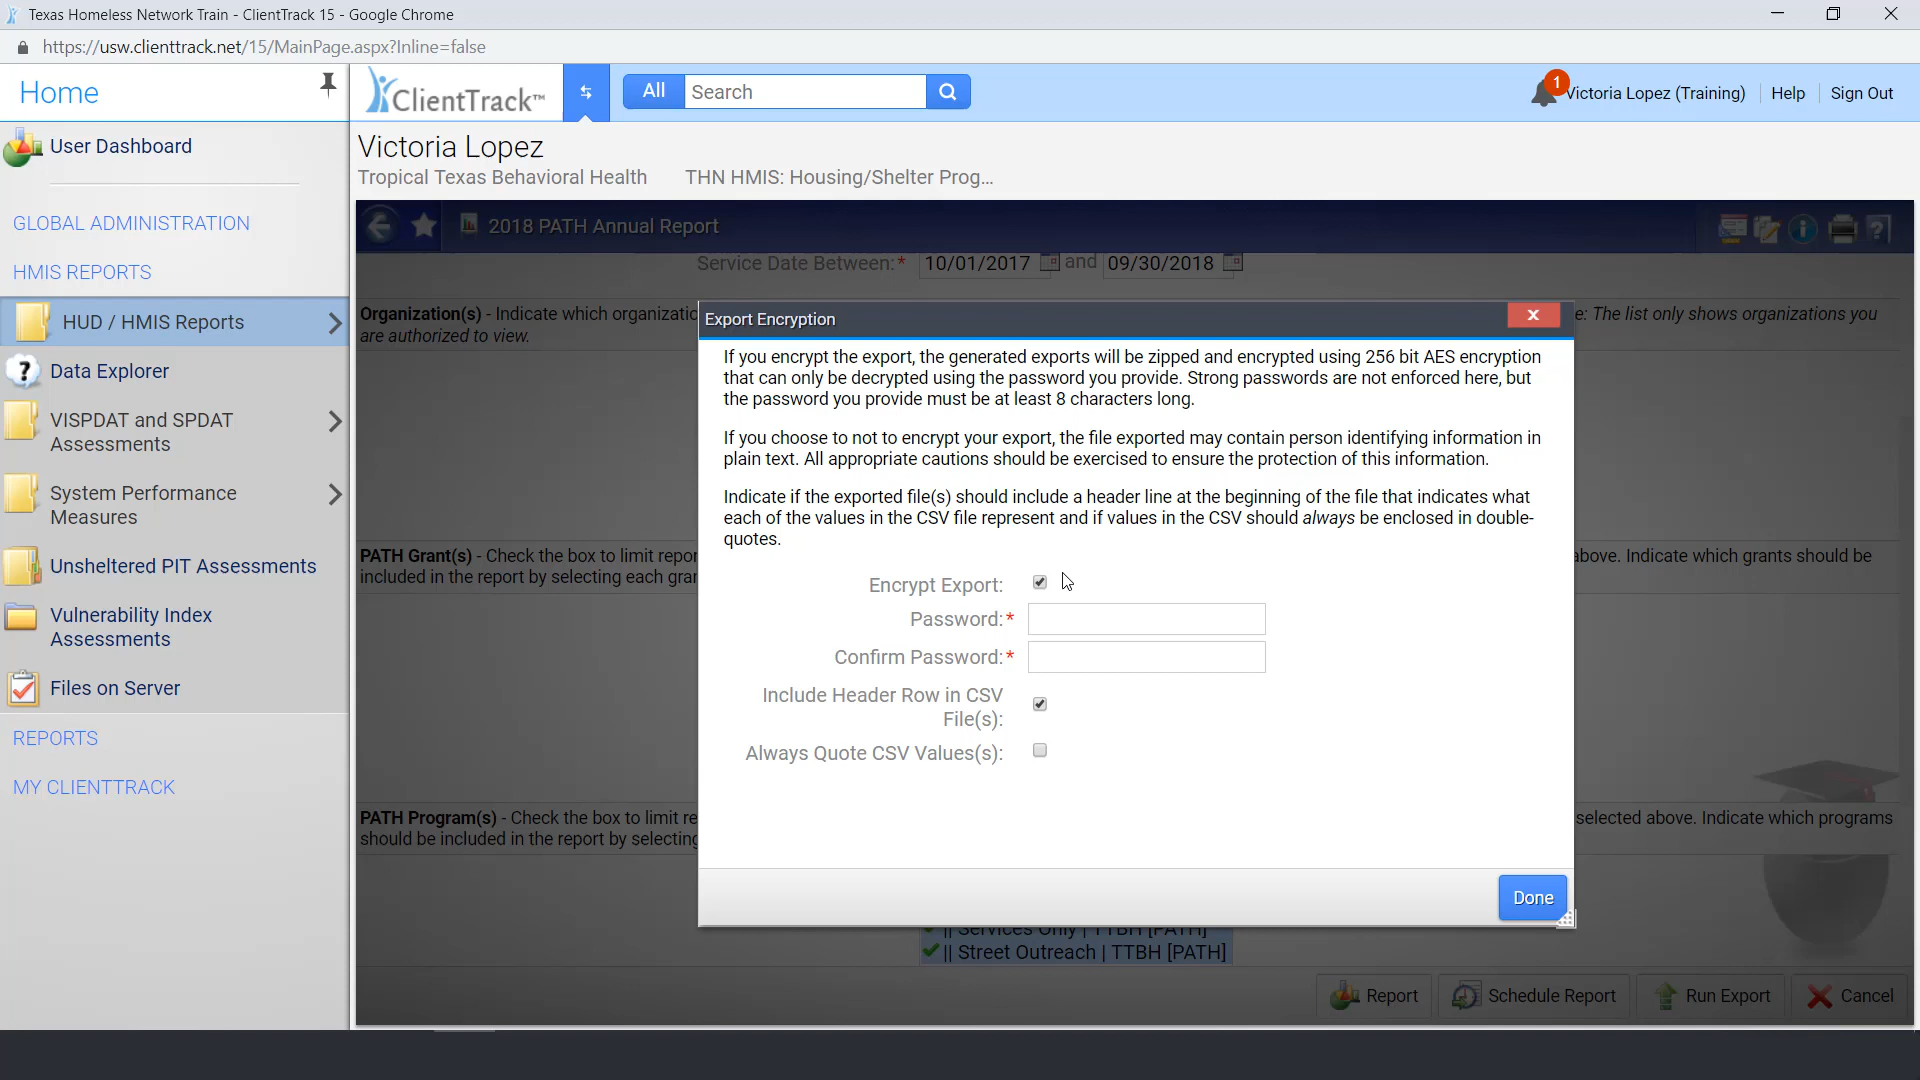 Texas Homeless Network Train - ClientTrack 15 - Google Chrome
https://usw.clienttrack.net/15/MainPage.aspx?Inline=false
Home
ClientTrack™
All
Search
1
Victoria Lopez (Training)
Help
Sign Out
User Dashboard
GLOBAL ADMINISTRATION
HMIS REPORTS
HUD / HMIS Reports
Data Explorer
VISPDAT and SPDAT
Assessments
System Performance
Measures
Unsheltered PIT Assessments
Vulnerability Index
Assessments
Files on Server
REPORTS
MY CLIENTTRACK
Victoria Lopez
Tropical Texas Behavioral Health THN HMIS: Housing/Shelter Prog...
2018 PATH Annual Report
Service Date Between:* 10/01/2017 and 09/30/2018
Organization(s) - Indicate which
e: The list only shows organizations you
are authorized to view.
PATH Grant(s) - Check the box to limit
above. Indicate which grants should be
included in the report by selecting each
PATH Program(s) - Check the box to limit
selected above. Indicate which programs
should be included in the report by
Export Encryption
x
If you encrypt the export, the generated exports will be zipped and encrypted using 256 bit AES encryption
that can only be decrypted using the password you provide. Strong passwords are not enforced here, but
the password you provide must be at least 8 characters long.
If you choose to not to encrypt your export, the file exported may contain person identifying information in
plain text. All appropriate cautions should be exercised to ensure the protection of this information.
Indicate if the exported file(s) should include a header line at the beginning of the file that indicates what
each of the values in the CSV file represent and if values in the CSV should always be enclosed in double-
quotes.
Encrypt Export:
Password:*
Confirm Password:*
Include Header Row in CSV
File(s):
Always Quote CSV Values(s):
Done
|| Services Only | TTBH [PATH]
|| Street Outreach | TTBH [PATH]
Report
Schedule Report
Run Export
Cancel